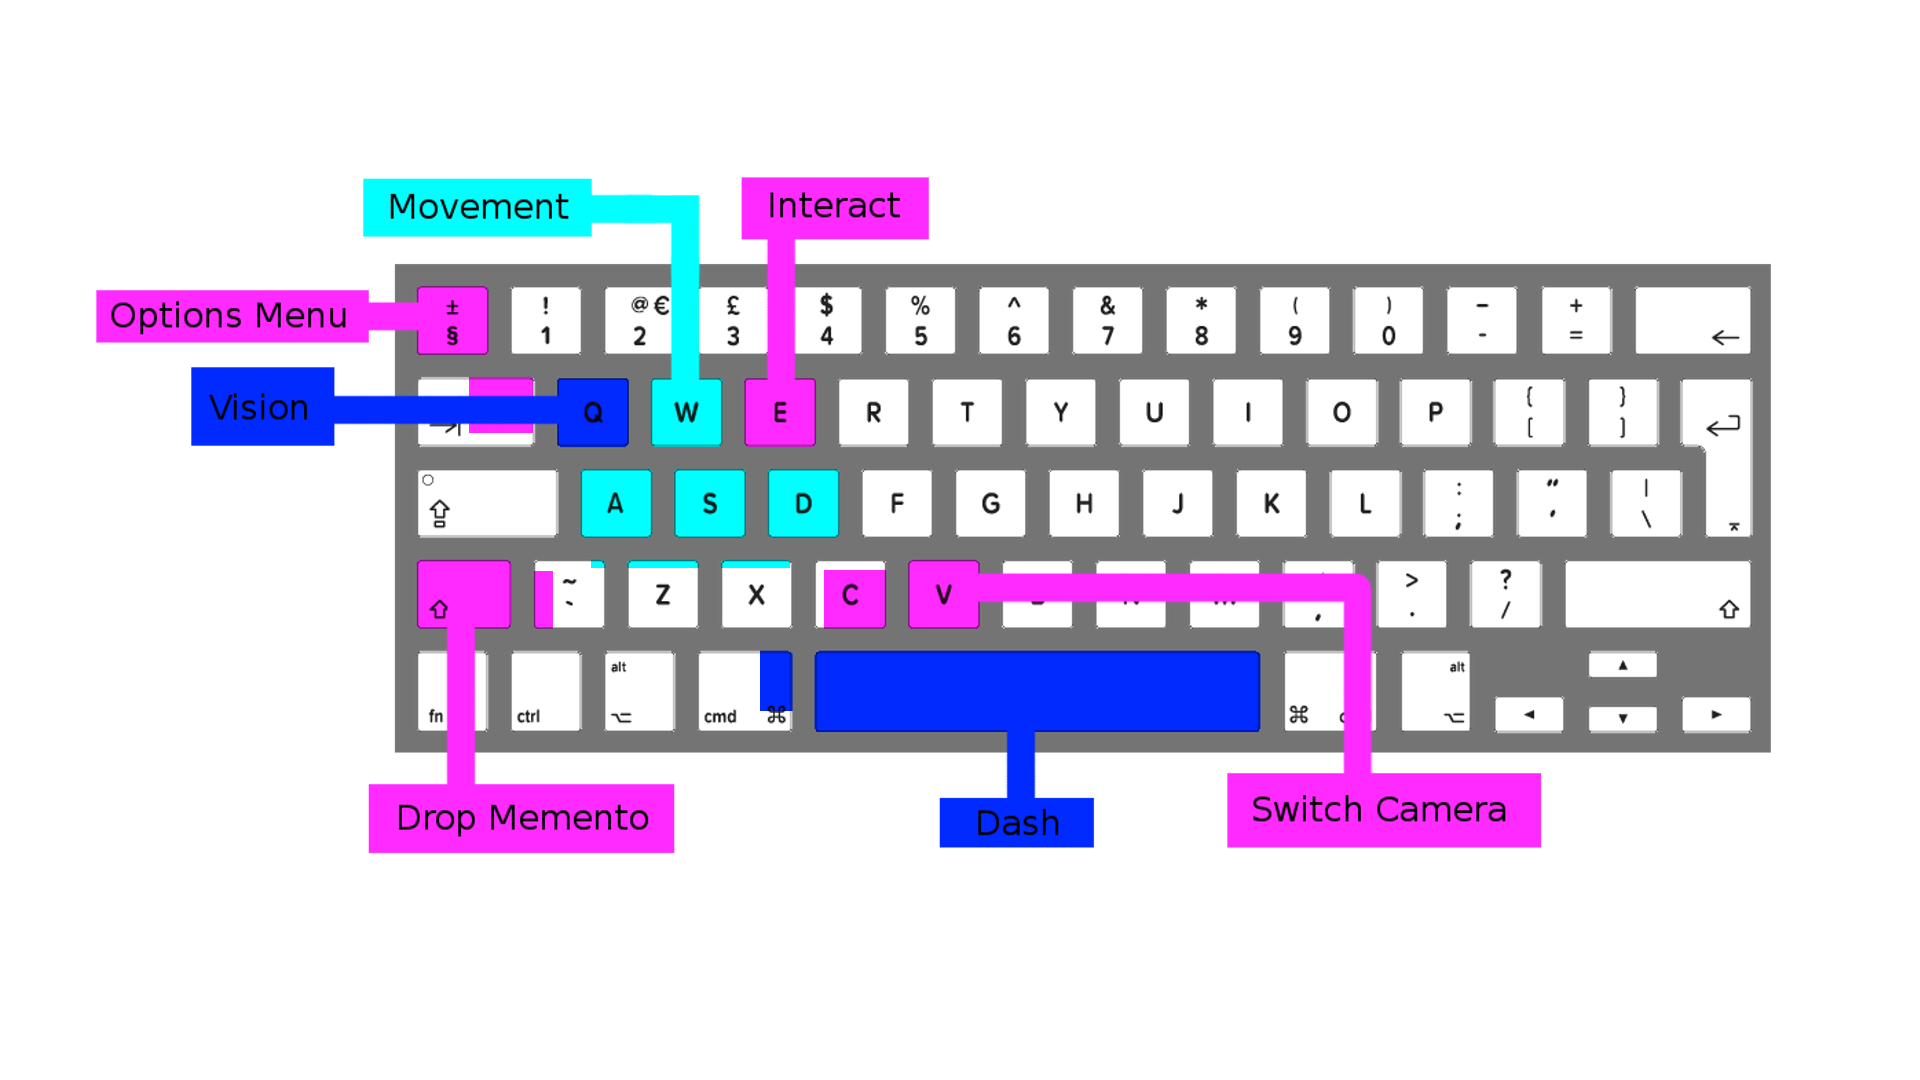 Movement
Interact
Options Menu
± ! @ € £ $ % ^ & * ( ) – +
§ 1 2 3 4 5 6 7 8 9 0 - = ←
Vision
→| Q W E R T Y U I O P { [ } ]
A S D F G H J K L : ; " ' | \
~ ` Z X C V , > . ? /
fn ctrl alt ⌥ cmd ⌘ ⌘ alt ⌥ ◄ ▲ ▼ ►
Drop Memento
Dash
Switch Camera